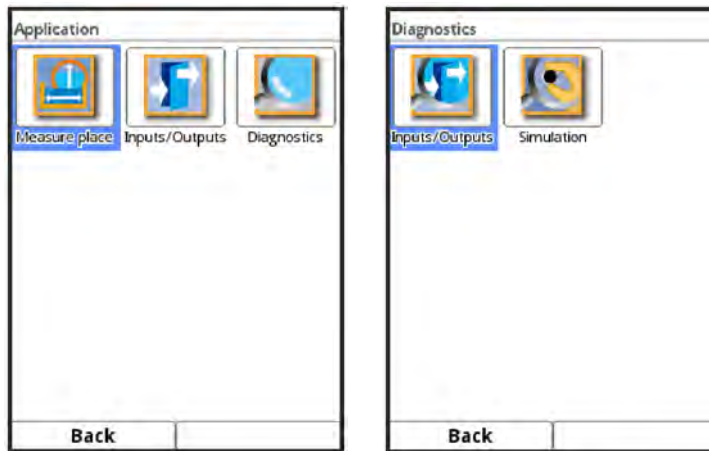 Application
Measure place
Inputs/Outputs
Diagnostics
Back
Diagnostics
Inputs/Outputs
Simulation
Back